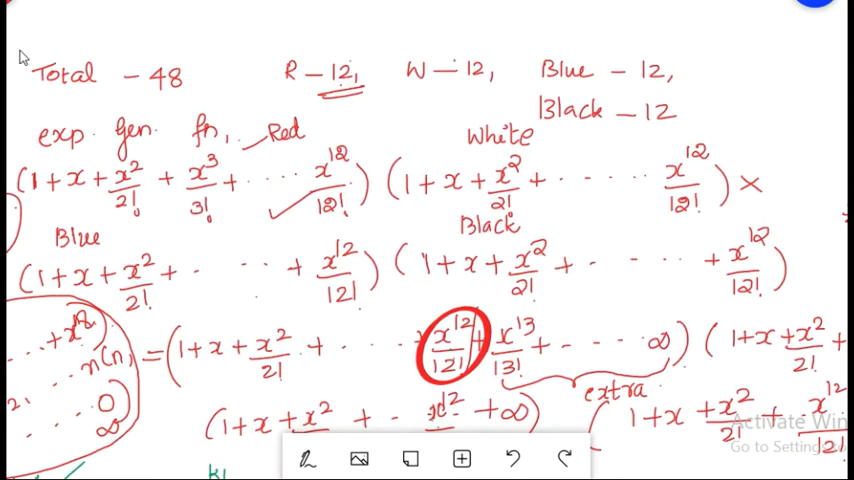 Total - 48 R - 12, W - 12, Blue - 12,
Black - 12
exp. Gen. fn, Red White
(1 + x + x²/2! + x³/3! + ...... x¹²/12!) (1 + x + x²/2! + ...... x¹²/12!) ×
Blue Black
(1 + x + x²/2! + ...... + x¹²/12!) (1 + x + x²/2! + ..... + x¹²/12!)
... + x¹²)
... n(n,
= (1 + x + x²/2! + ...... + x¹²/12! + x¹³/13! + ..... ∞) (1 + x + x²/2! +
extra
0)
∞
(1 + x + x² + .. x¹² + ∞) (1 + x + x²/2! + x¹²/12!
Activate Win
Go to Settings